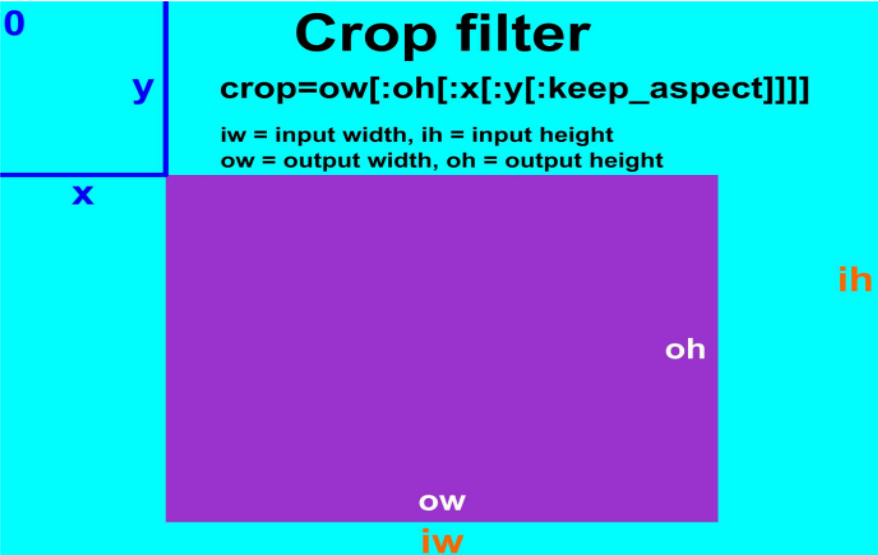 0
Crop filter
y
crop=ow[:oh[:x[:y[:keep_aspect]]]]
iw = input width, ih = input height
ow = output width, oh = output height
x
ih
oh
ow
iw